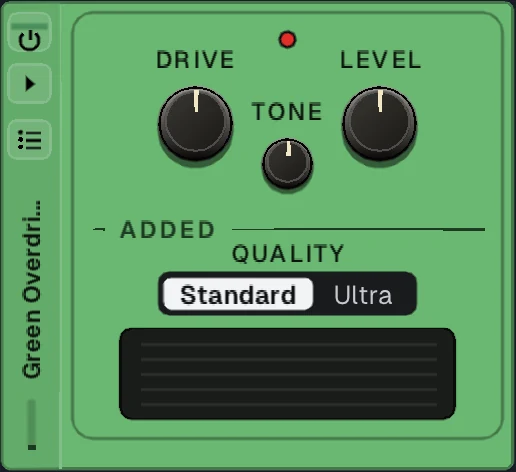 DRIVE
LEVEL
TONE
ADDED
QUALITY
Standard
Ultra
Green Overdri...